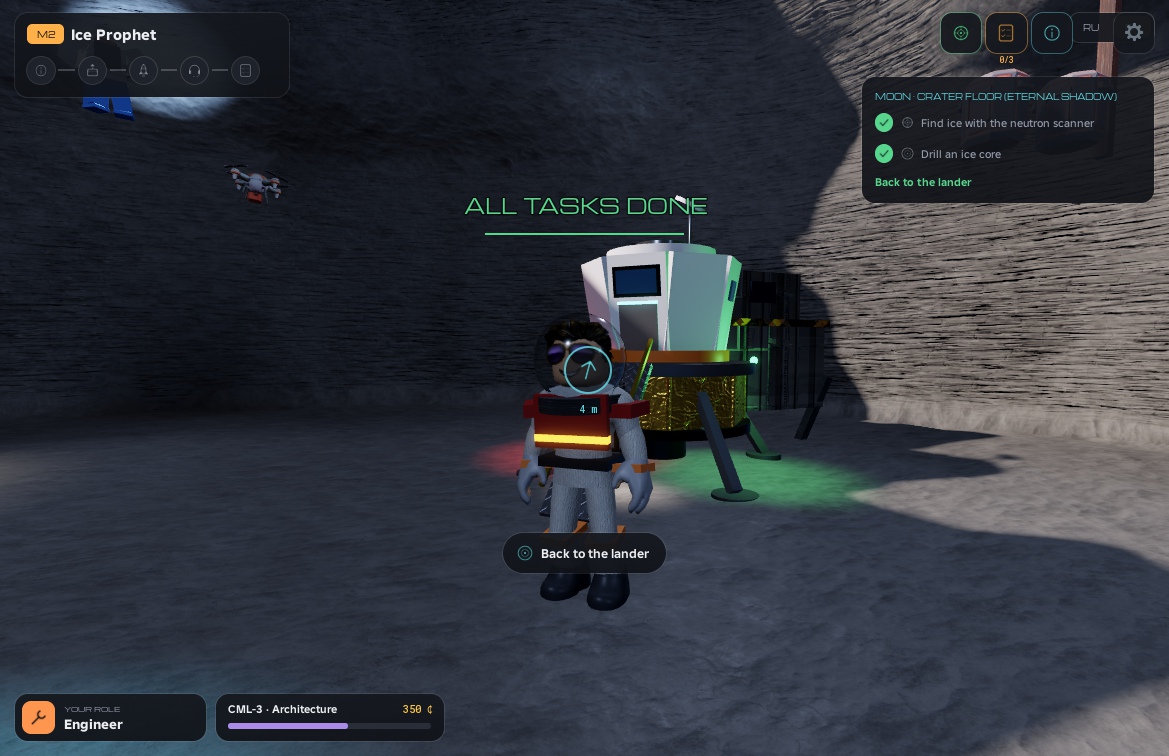 M2 Ice Prophet
RU
0/3
MOON · CRATER FLOOR (ETERNAL SHADOW)
Find ice with the neutron scanner
Drill an ice core
Back to the lander
ALL TASKS DONE
4 m
Back to the lander
YOUR ROLE
Engineer
CML-3 · Architecture 350 ₵